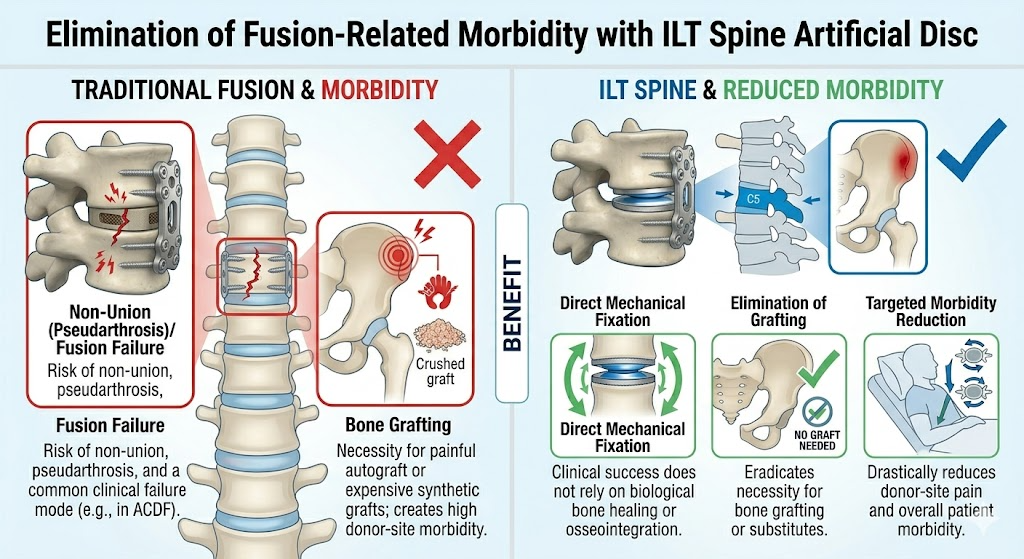 Elimination of Fusion-Related Morbidity with ILT Spine Artificial Disc
TRADITIONAL FUSION & MORBIDITY
Non-Union
(Pseudarthrosis)/
Fusion Failure
Risk of non-union,
pseudarthrosis,
Fusion Failure
Risk of non-union,
pseudarthrosis, and a
common clinical failure
mode (e.g., in ACDF).
Crushed
graft
Bone Grafting
Necessity for painful
autograft or
expensive synthetic
grafts; creates high
donor-site morbidity.
BENEFIT
ILT SPINE & REDUCED MORBIDITY
C5
Direct Mechanical
Fixation
Direct Mechanical
Fixation
Clinical success does
not rely on biological
bone healing or
osseointegration.
Elimination of
Grafting
NO GRAFT
NEEDED
Eradicates
necessity for
bone grafting
or substitutes.
Targeted Morbidity
Reduction
Drastically reduces
donor-site pain
and overall patient
morbidity.